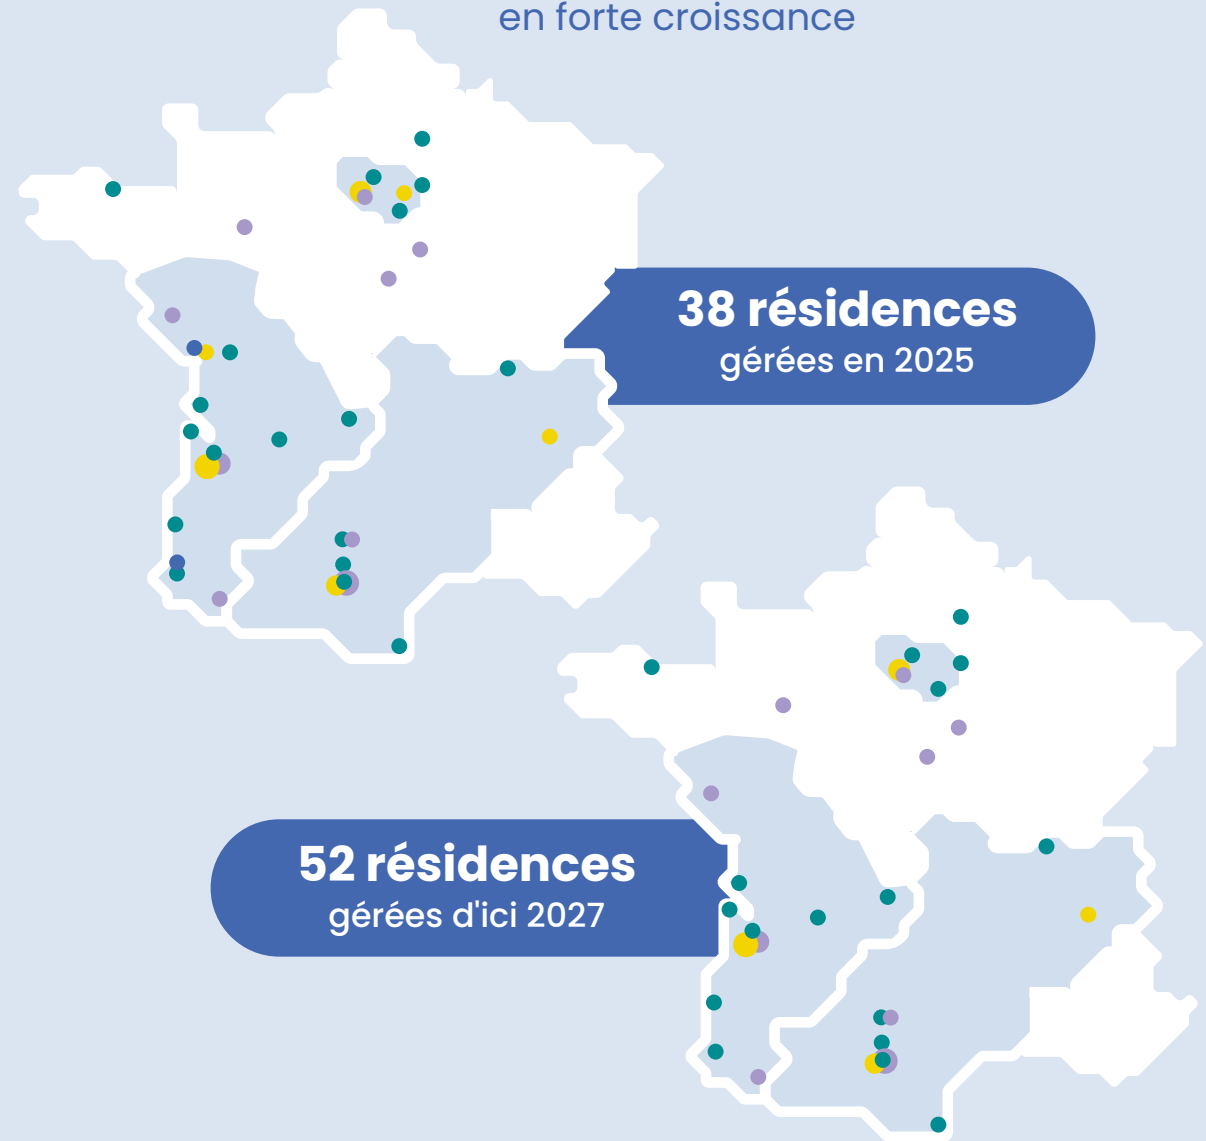 en forte croissance
38 résidences
gérées en 2025
52 résidences
gérées d'ici 2027